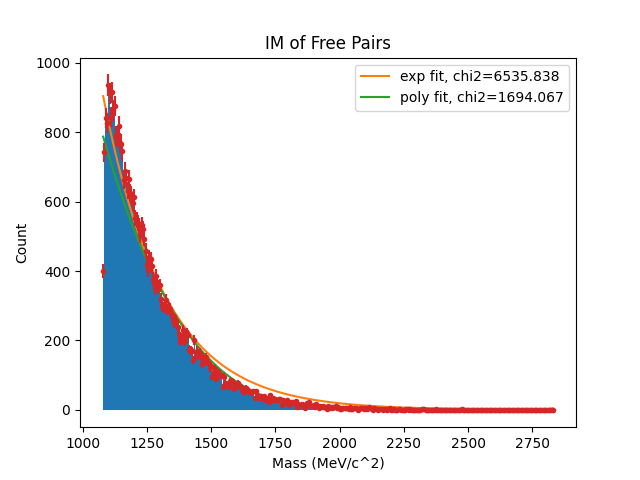 IM of Free Pairs
exp fit, chi2=6535.838
poly fit, chi2=1694.067
Count
1000
800
600
400
200
0
1000 1250 1500 1750 2000 2250 2500 2750
Mass (MeV/c^2)